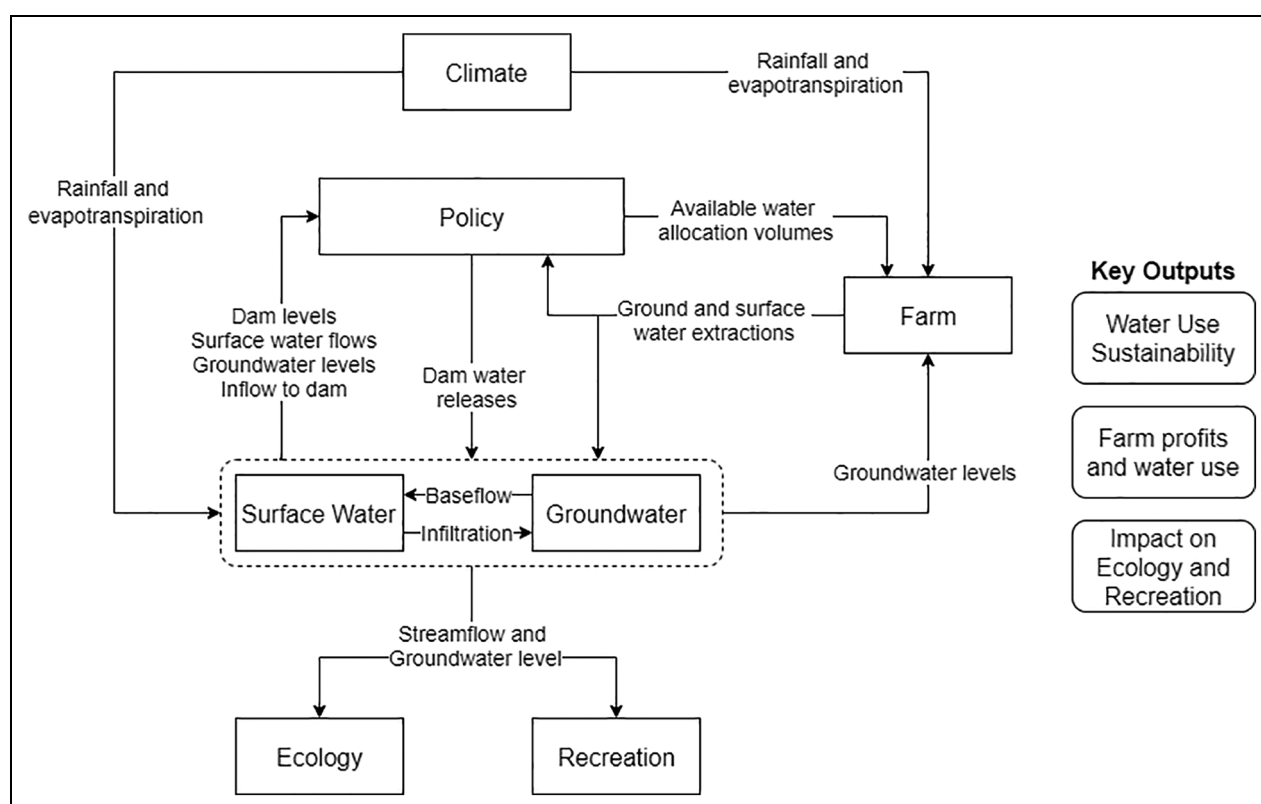 Climate
Rainfall and
evapotranspiration
Rainfall and
evapotranspiration
Policy
Available water
allocation volumes
Key Outputs
Water Use
Sustainability
Farm profits
and water use
Impact on
Ecology and
Recreation
Dam levels
Surface water flows
Groundwater levels
Inflow to dam
Dam water
releases
Ground and surface
water extractions
Farm
Groundwater levels
Surface Water
Baseflow
Infiltration
Groundwater
Streamflow and
Groundwater level
Ecology
Recreation